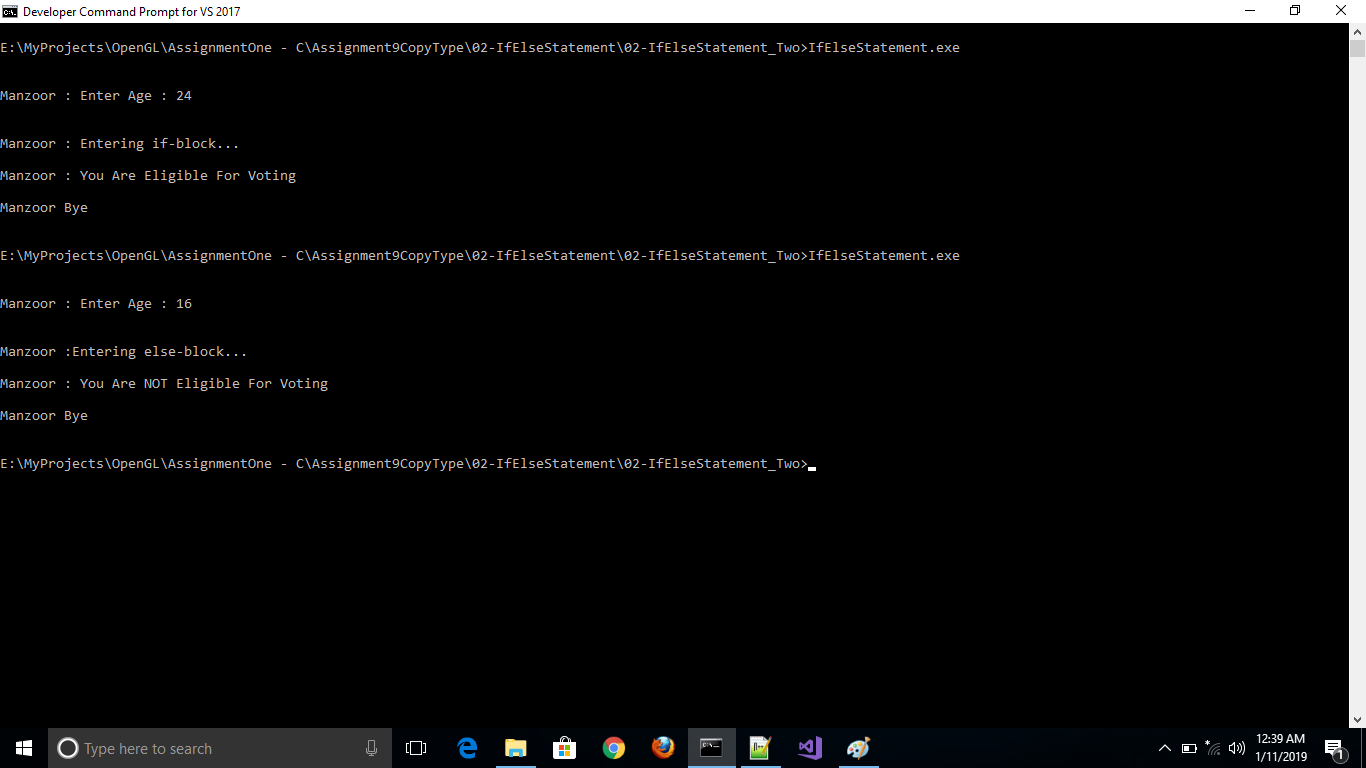 Developer Command Prompt for VS 2017
E:\MyProjects\OpenGL\AssignmentOne - C\Assignment9CopyType\02-IfElseStatement\02-IfElseStatement_Two>IfElseStatement.exe
Manzoor : Enter Age : 24
Manzoor : Entering if-block...
Manzoor : You Are Eligible For Voting
Manzoor Bye
E:\MyProjects\OpenGL\AssignmentOne - C\Assignment9CopyType\02-IfElseStatement\02-IfElseStatement_Two>IfElseStatement.exe
Manzoor : Enter Age : 16
Manzoor :Entering else-block...
Manzoor : You Are NOT Eligible For Voting
Manzoor Bye
E:\MyProjects\OpenGL\AssignmentOne - C\Assignment9CopyType\02-IfElseStatement\02-IfElseStatement_Two>
Type here to search
12:39 AM
1/11/2019
1